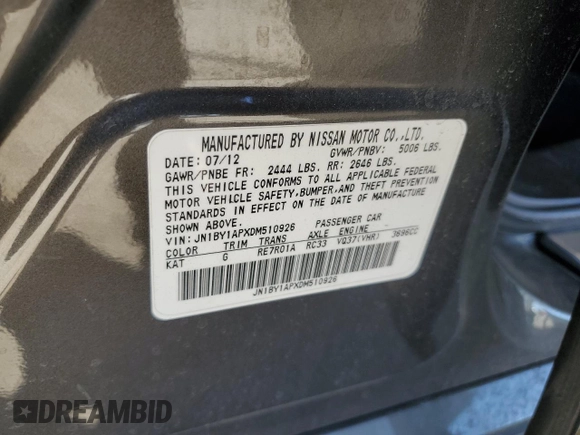 MANUFACTURED BY NISSAN MOTOR CO.,LTD.
DATE: 07/12 GVWR/PNBV: 5006 LBS.
GAWR/PNBE FR: 2444 LBS. RR: 2646 LBS.
THIS VEHICLE CONFORMS TO ALL APPLICABLE FEDERAL
MOTOR VEHICLE SAFETY,BUMPER,AND THEFT PREVENTION
STANDARDS IN EFFECT ON THE DATE OF MANUFACTURE
SHOWN ABOVE.
VIN: JN1BY1APXDM510926 PASSENGER CAR
COLOR TRIM TRANS AXLE ENGINE
KAT G RE7R01A RC33 VQ37(VHR) 3696CC
JN1BY1APXDM510926
DREAMBID